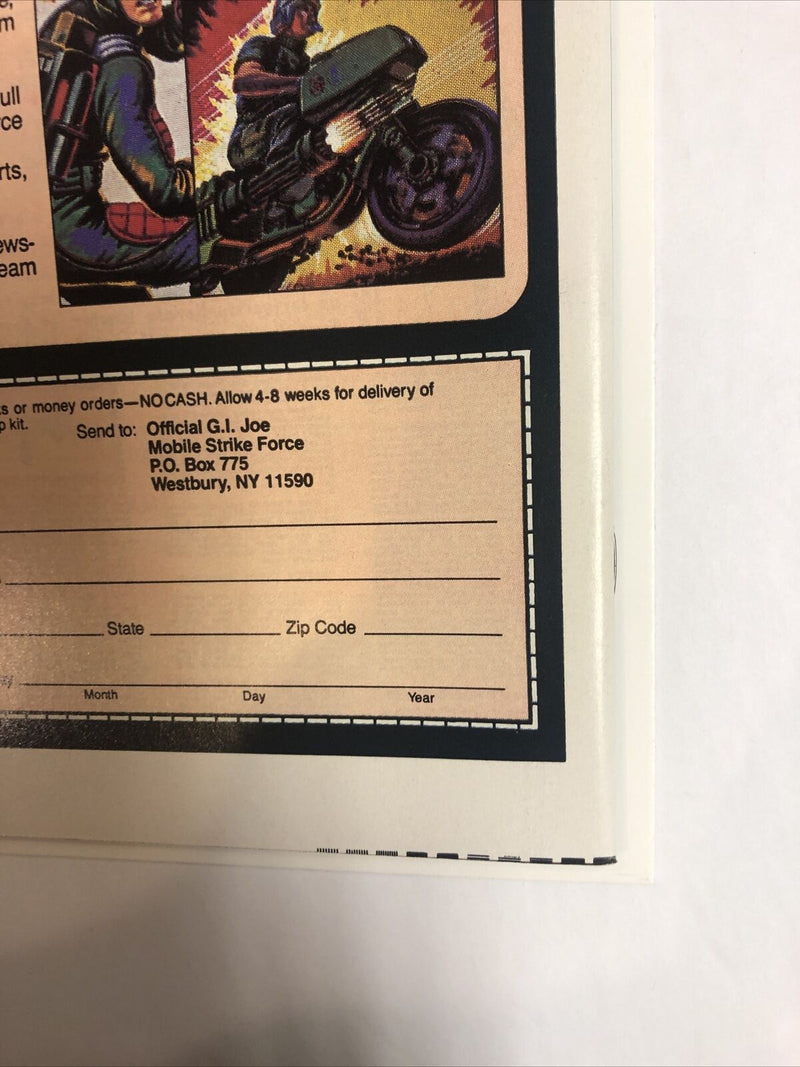 e,
m
ull
ce
rts,
ews-
eam
s or money orders—NO CASH. Allow 4-8 weeks for delivery of
p kit.
Send to: Official G.I. Joe
Mobile Strike Force
P.O. Box 775
Westbury, NY 11590
State Zip Code
Month Day Year